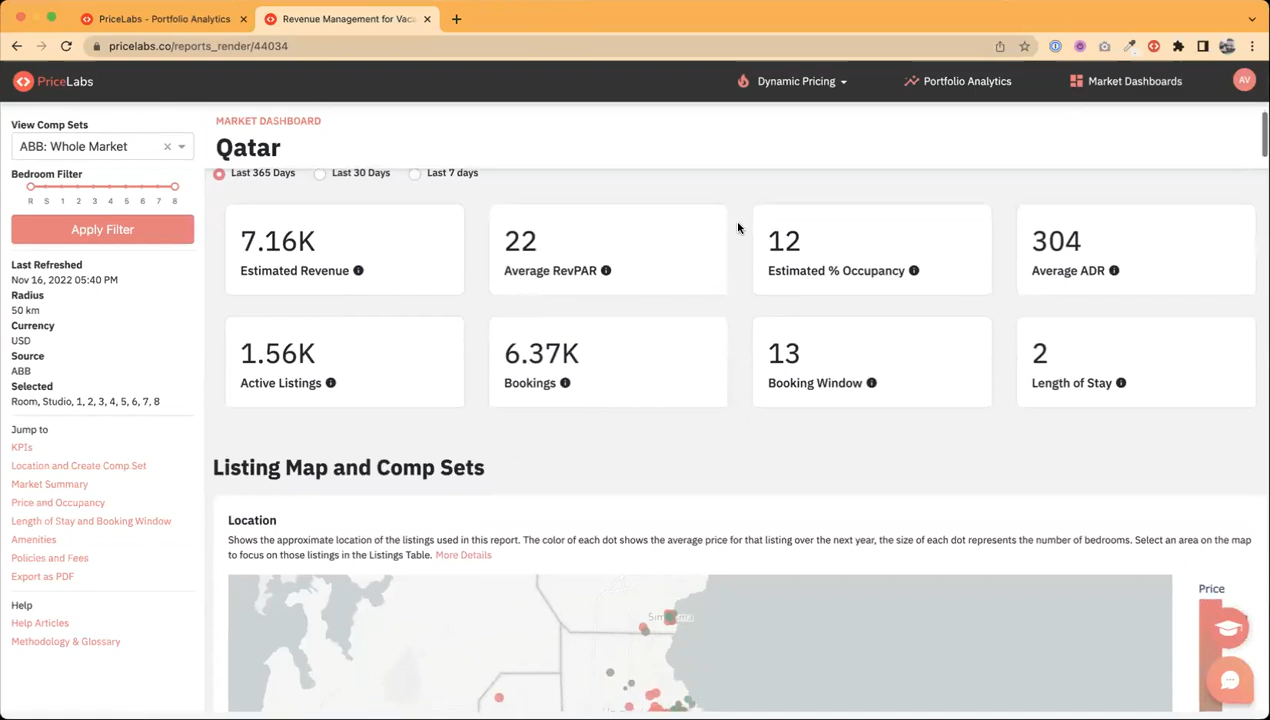 PriceLabs - Portfolio Analytics
Revenue Management for Vaca
pricelabs.co/reports_render/44034
PriceLabs
Dynamic Pricing
Portfolio Analytics
Market Dashboards
AV
View Comp Sets
ABB: Whole Market
Bedroom Filter
R S 1 2 3 4 5 6 7 8
Apply Filter
Last Refreshed
Nov 16, 2022 05:40 PM
Radius
50 km
Currency
USD
Source
ABB
Selected
Room, Studio, 1, 2, 3, 4, 5, 6, 7, 8
Jump to
KPIs
Location and Create Comp Set
Market Summary
Price and Occupancy
Length of Stay and Booking Window
Amenities
Policies and Fees
Export as PDF
Help
Help Articles
Methodology & Glossary
MARKET DASHBOARD
Qatar
Last 365 Days
Last 30 Days
Last 7 days
7.16K
Estimated Revenue
22
Average RevPAR
12
Estimated % Occupancy
304
Average ADR
1.56K
Active Listings
6.37K
Bookings
13
Booking Window
2
Length of Stay
Listing Map and Comp Sets
Location
Shows the approximate location of the listings used in this report. The color of each dot shows the average price for that listing over the next year, the size of each dot represents the number of bedrooms. Select an area on the map
to focus on those listings in the Listings Table. More Details
Price